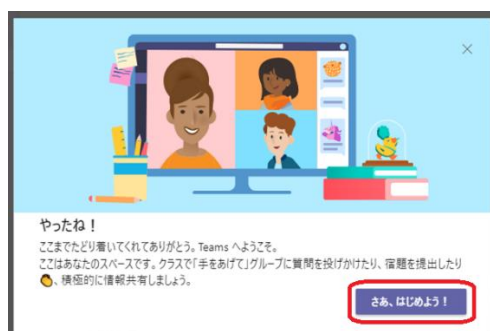 やったね！
ここまでたどり着いてくれてありがとう。Teams へようこそ。
ここはあなたのスペースです。クラスで「手をあげて」グループに質問を投げかけたり、宿題を提出したり
👏、積極的に情報共有しましょう。
さあ、はじめよう！